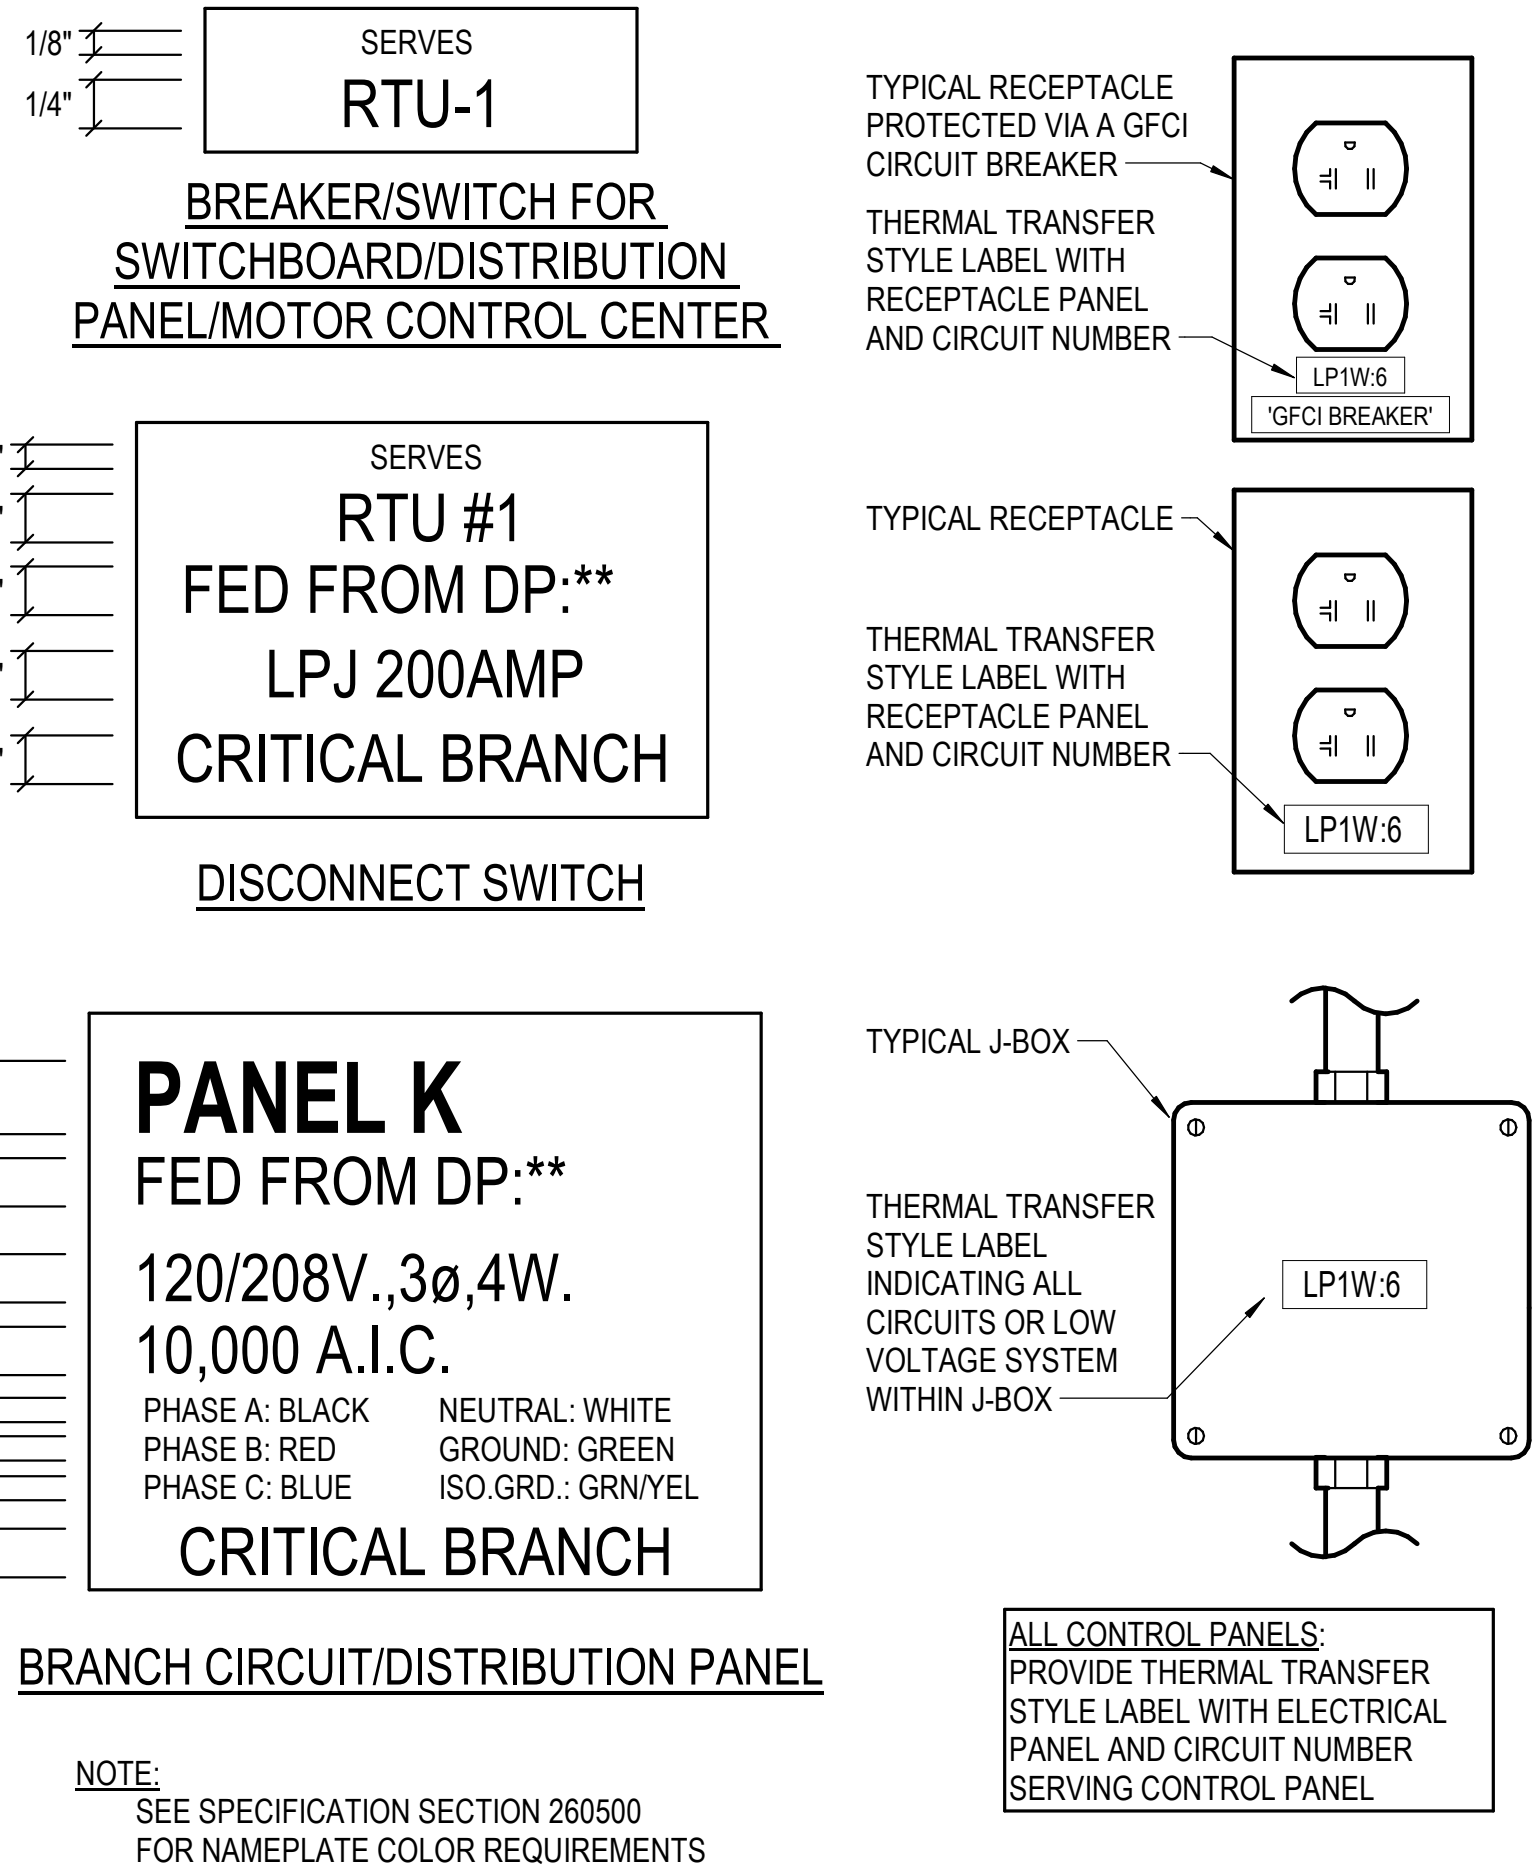 1/8"
1/4"
SERVES
RTU-1
BREAKER/SWITCH FOR
SWITCHBOARD/DISTRIBUTION
PANEL/MOTOR CONTROL CENTER
SERVES
RTU #1
FED FROM DP:**
LPJ 200AMP
CRITICAL BRANCH
DISCONNECT SWITCH
PANEL K
FED FROM DP:**
120/208V.,3ø,4W.
10,000 A.I.C.
PHASE A: BLACK NEUTRAL: WHITE
PHASE B: RED GROUND: GREEN
PHASE C: BLUE ISO.GRD.: GRN/YEL
CRITICAL BRANCH
BRANCH CIRCUIT/DISTRIBUTION PANEL
NOTE:
SEE SPECIFICATION SECTION 260500
FOR NAMEPLATE COLOR REQUIREMENTS
TYPICAL RECEPTACLE
PROTECTED VIA A GFCI
CIRCUIT BREAKER
THERMAL TRANSFER
STYLE LABEL WITH
RECEPTACLE PANEL
AND CIRCUIT NUMBER
LP1W:6
'GFCI BREAKER'
TYPICAL RECEPTACLE
THERMAL TRANSFER
STYLE LABEL WITH
RECEPTACLE PANEL
AND CIRCUIT NUMBER
LP1W:6
TYPICAL J-BOX
THERMAL TRANSFER
STYLE LABEL
INDICATING ALL
CIRCUITS OR LOW
VOLTAGE SYSTEM
WITHIN J-BOX
LP1W:6
ALL CONTROL PANELS:
PROVIDE THERMAL TRANSFER
STYLE LABEL WITH ELECTRICAL
PANEL AND CIRCUIT NUMBER
SERVING CONTROL PANEL